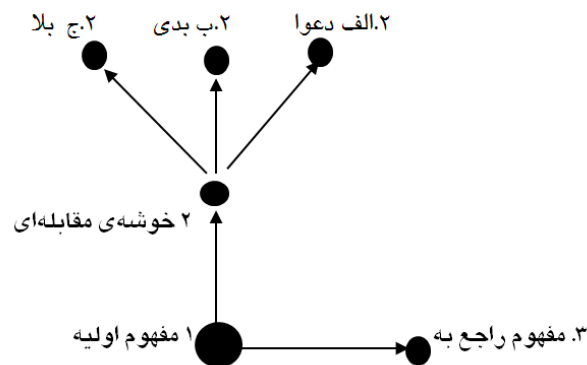 ۲.الف دعوا
۲.ب بدی
۲.ج بلا
۲ خوشه‌ی مقابله‌ای
۱ مفهوم اولیه
۳. مفهوم راجع به